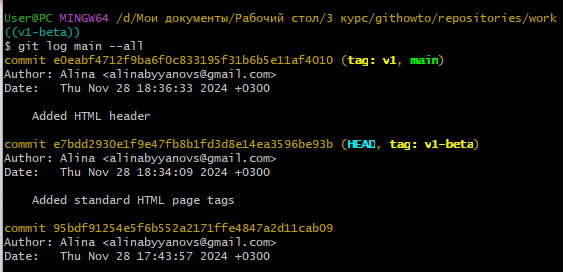 User@PC MINGW64 /d/Мои документы/Рабочий стол/3 курс/githowto/repositories/work
((v1-beta))
$ git log main --all
commit e0eabf4712f9ba6f0c833195f31b6b5e11af4010 (tag: v1, main)
Author: Alina <alinabyyanovs@gmail.com>
Date:   Thu Nov 28 18:36:33 2024 +0300

    Added HTML header

commit e7bdd2930e1f9e47fb8b1fd3d8e14ea3596be93b (HEAD, tag: v1-beta)
Author: Alina <alinabyyanovs@gmail.com>
Date:   Thu Nov 28 18:34:09 2024 +0300

    Added standard HTML page tags

commit 95bdf91254e5f6b552a2171ffe4847a2d11cab09
Author: Alina <alinabyyanovs@gmail.com>
Date:   Thu Nov 28 17:43:57 2024 +0300